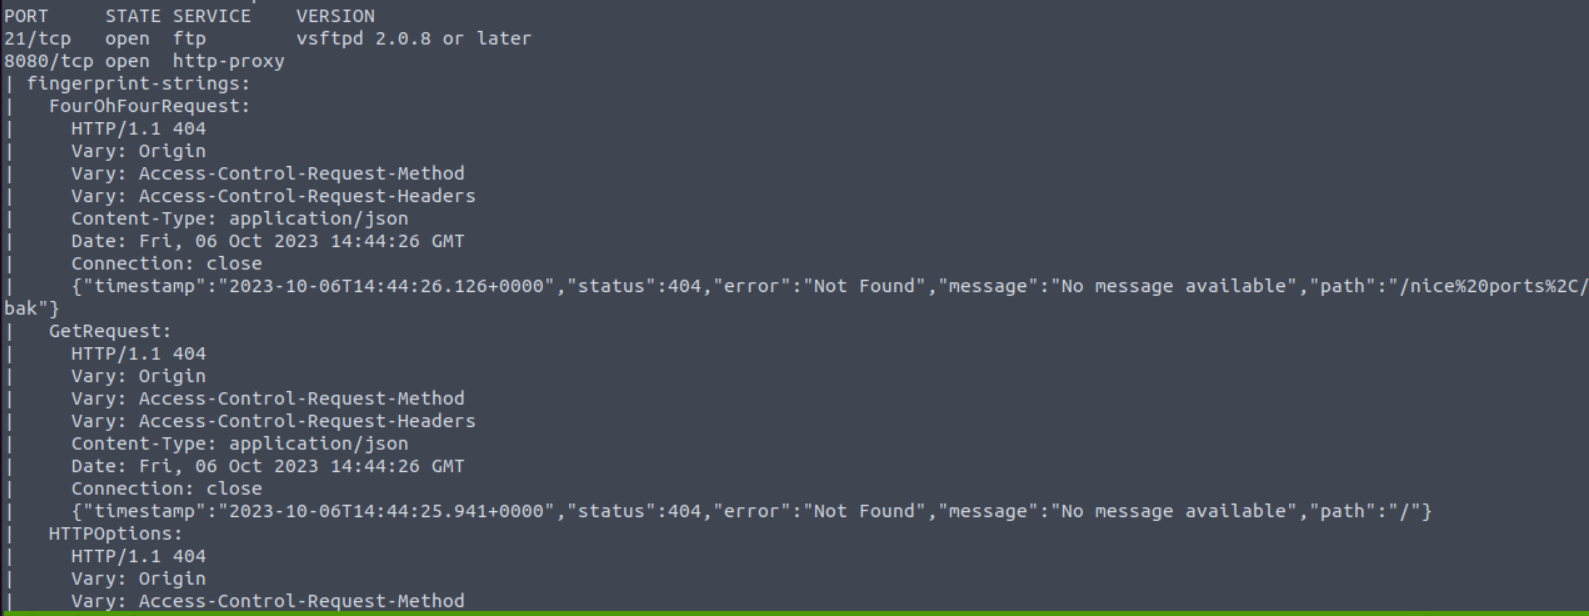 PORT     STATE SERVICE    VERSION
21/tcp   open  ftp        vsftpd 2.0.8 or later
8080/tcp open  http-proxy
| fingerprint-strings:
|   FourOhFourRequest:
|     HTTP/1.1 404
|     Vary: Origin
|     Vary: Access-Control-Request-Method
|     Vary: Access-Control-Request-Headers
|     Content-Type: application/json
|     Date: Fri, 06 Oct 2023 14:44:26 GMT
|     Connection: close
|     {"timestamp":"2023-10-06T14:44:26.126+0000","status":404,"error":"Not Found","message":"No message available","path":"/nice%20ports%2C/
bak"}
|   GetRequest:
|     HTTP/1.1 404
|     Vary: Origin
|     Vary: Access-Control-Request-Method
|     Vary: Access-Control-Request-Headers
|     Content-Type: application/json
|     Date: Fri, 06 Oct 2023 14:44:26 GMT
|     Connection: close
|     {"timestamp":"2023-10-06T14:44:25.941+0000","status":404,"error":"Not Found","message":"No message available","path":"/"}
|   HTTPOptions:
|     HTTP/1.1 404
|     Vary: Origin
|     Vary: Access-Control-Request-Method